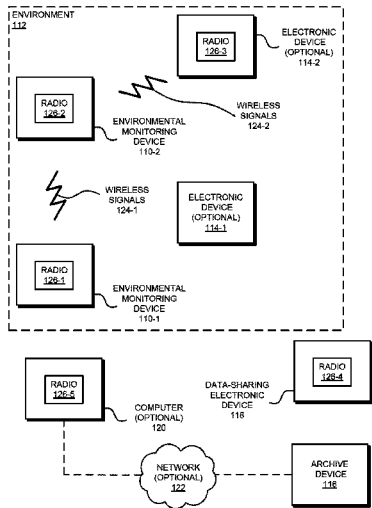 ENVIRONMENT
112
RADIO
126-3
ELECTRONIC
DEVICE
(OPTIONAL)
114-2
RADIO
126-2
WIRELESS
SIGNALS
124-2
ENVIRONMENTAL
MONITORING
DEVICE
110-2
WIRELESS
SIGNALS
124-1
ELECTRONIC
DEVICE
(OPTIONAL)
114-1
RADIO
126-1
ENVIRONMENTAL
MONITORING
DEVICE
110-1
RADIO
126-5
COMPUTER
(OPTIONAL)
120
DATA-SHARING
ELECTRONIC
DEVICE
118
RADIO
126-4
NETWORK
(OPTIONAL)
122
ARCHIVE
DEVICE
116